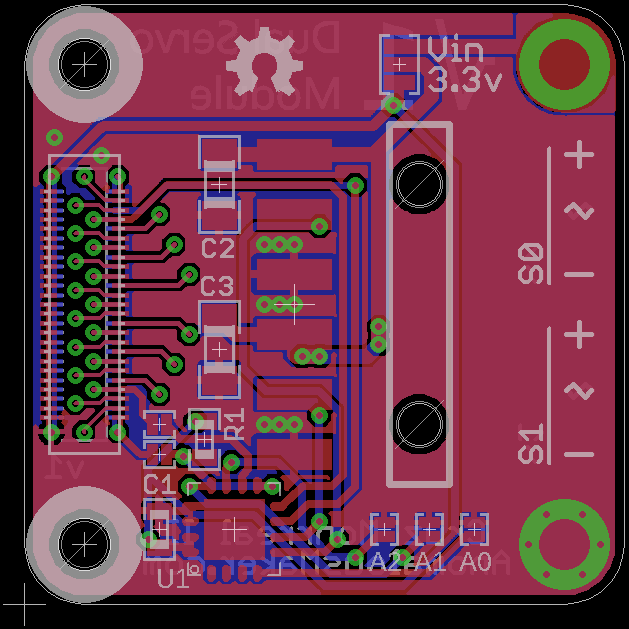 Dual Servo
Module
Vin
3.3v
+
~
-
S0
C2
C3
+
~
-
S1
R1
v1
C1
U1
A2 A1 A0